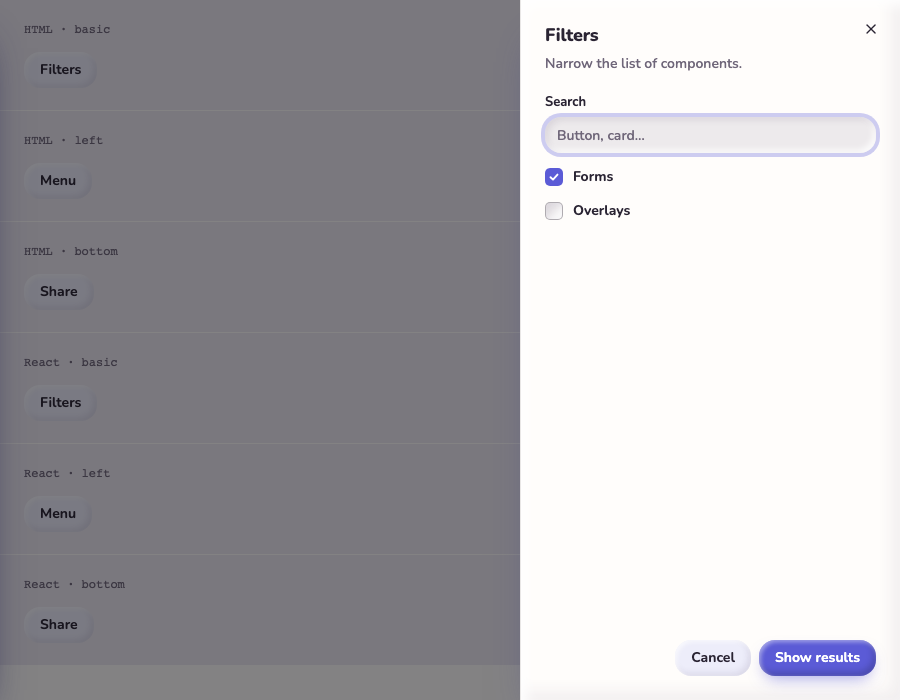 HTML · basic
Filters
HTML · left
Menu
HTML · bottom
Share
React · basic
Filters
React · left
Menu
React · bottom
Share
Filters
Narrow the list of components.
Search
Button, card...
Forms
Overlays
Cancel
Show results